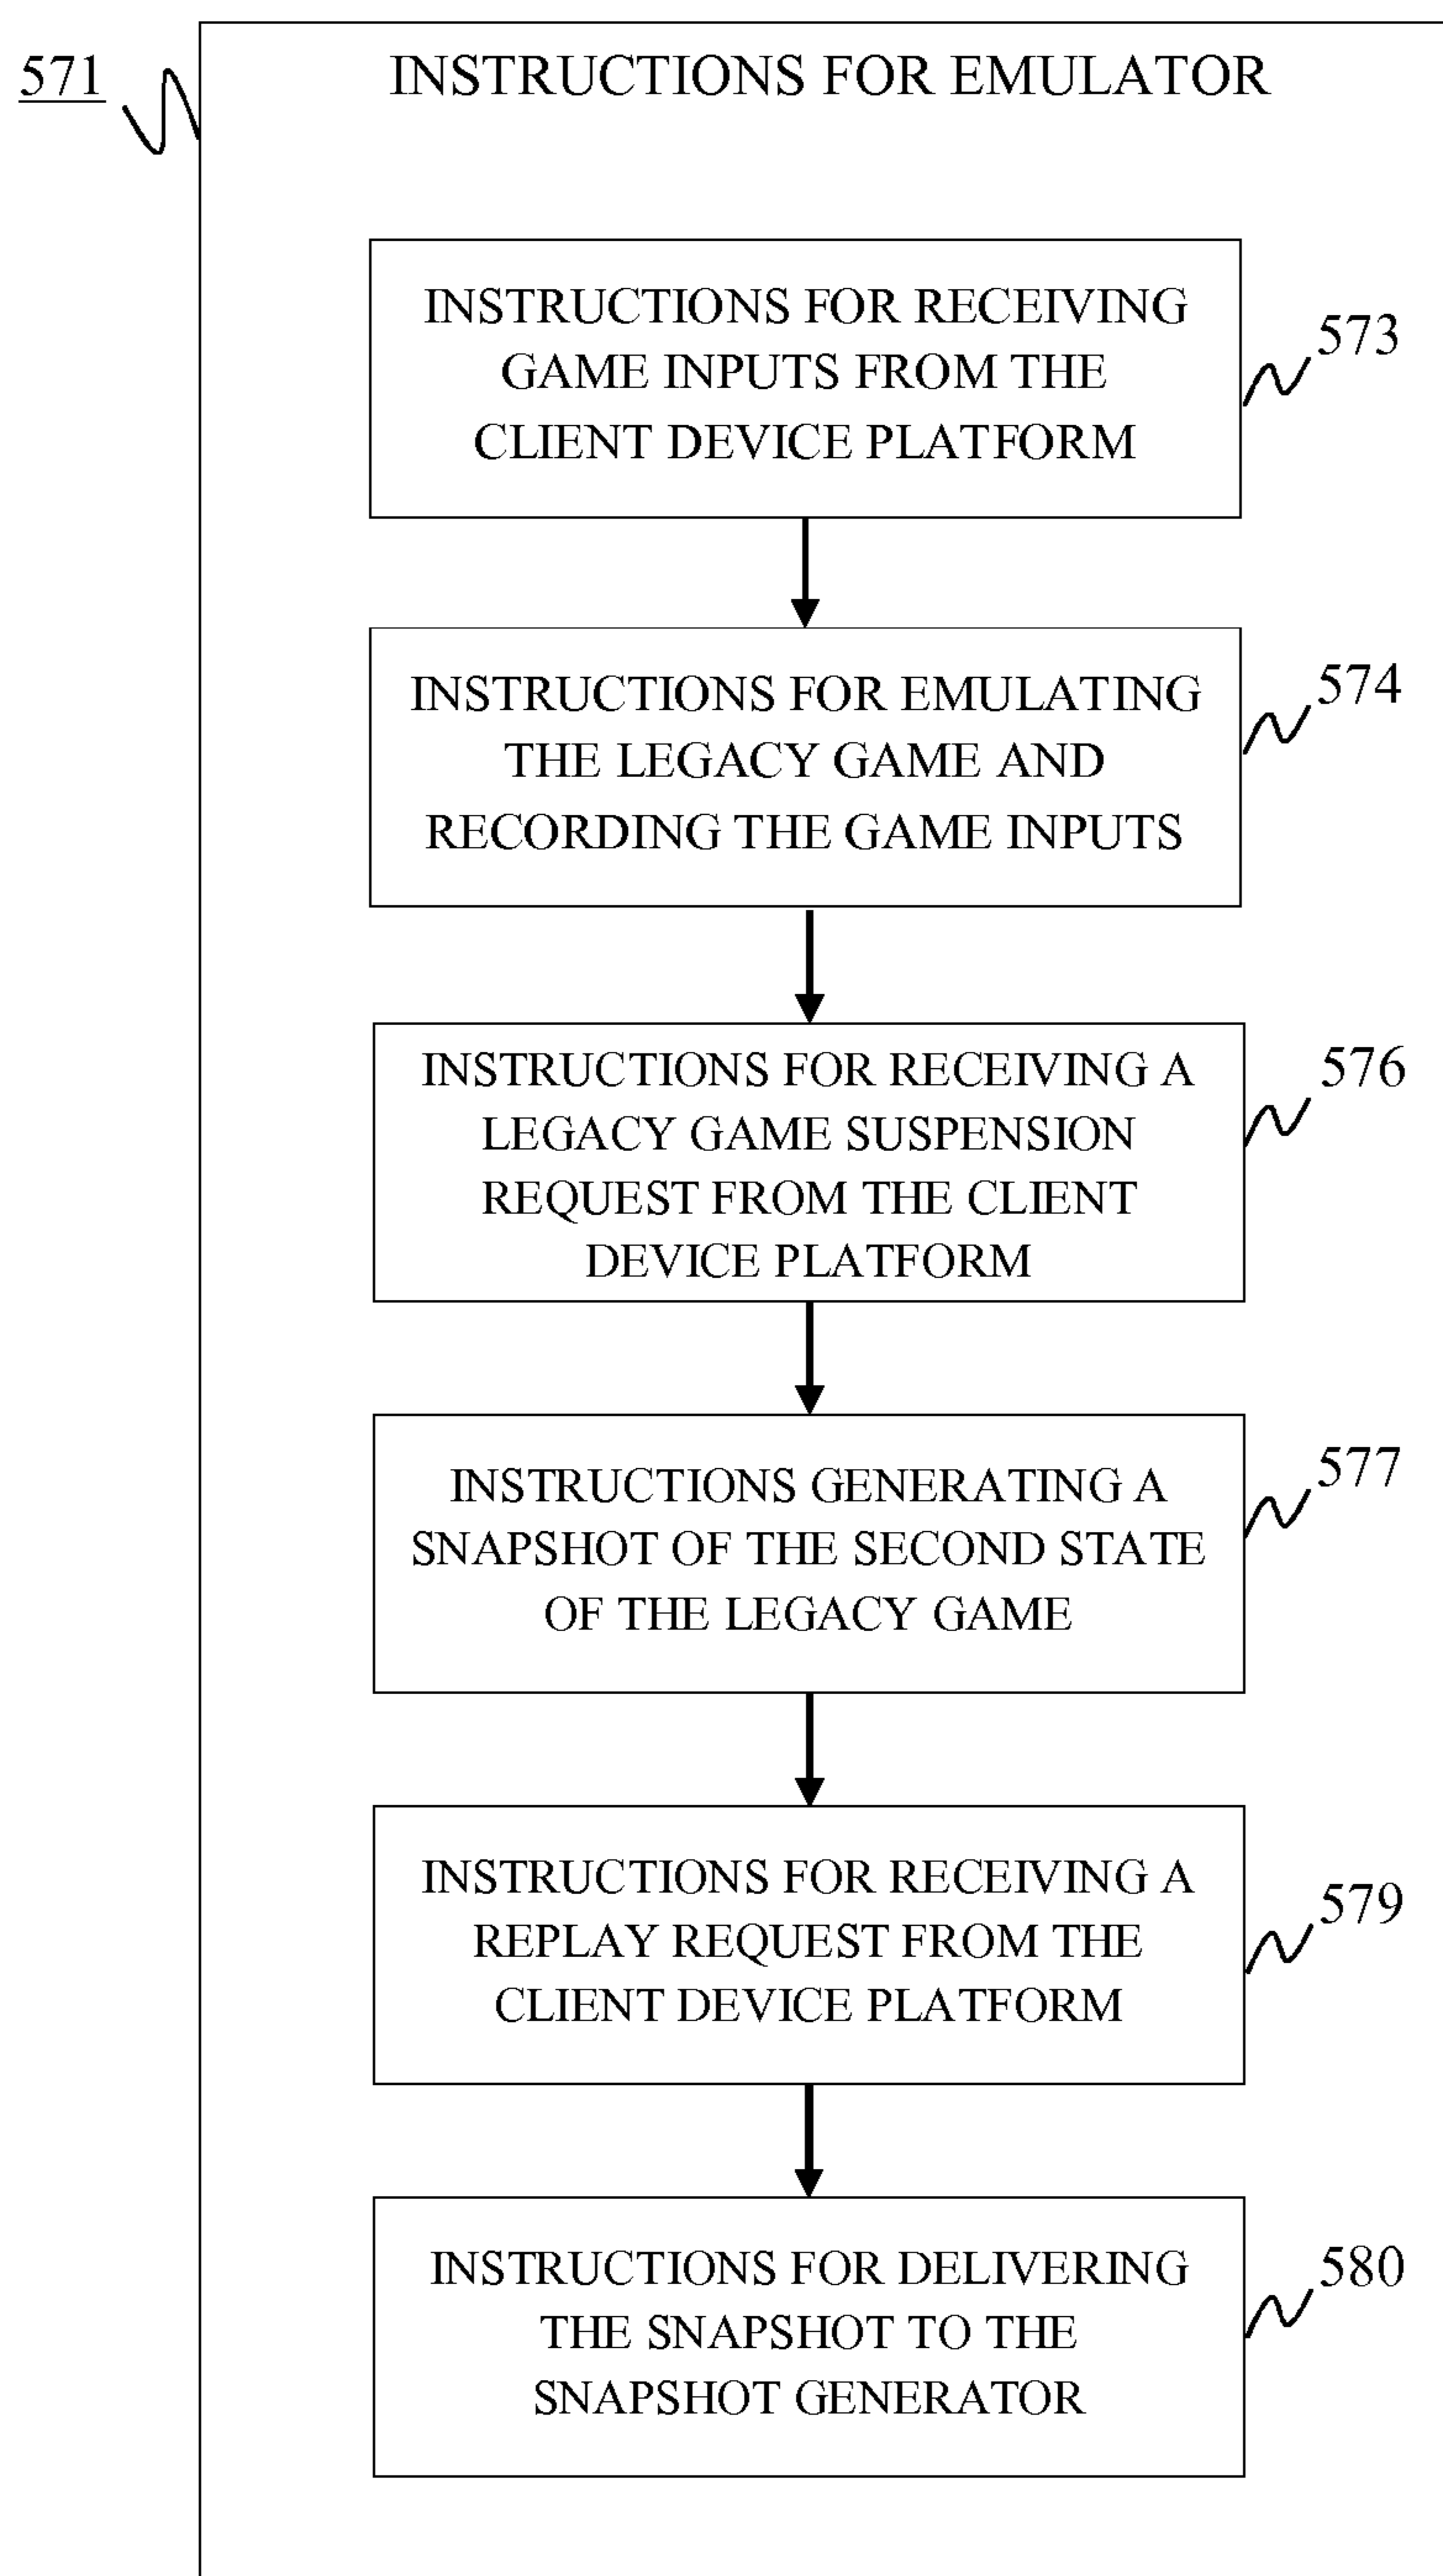 571
INSTRUCTIONS FOR EMULATOR
INSTRUCTIONS FOR RECEIVING
GAME INPUTS FROM THE
CLIENT DEVICE PLATFORM
573
INSTRUCTIONS FOR EMULATING
THE LEGACY GAME AND
RECORDING THE GAME INPUTS
574
INSTRUCTIONS FOR RECEIVING A
LEGACY GAME SUSPENSION
REQUEST FROM THE CLIENT
DEVICE PLATFORM
576
INSTRUCTIONS GENERATING A
SNAPSHOT OF THE SECOND STATE
OF THE LEGACY GAME
577
INSTRUCTIONS FOR RECEIVING A
REPLAY REQUEST FROM THE
CLIENT DEVICE PLATFORM
579
INSTRUCTIONS FOR DELIVERING
THE SNAPSHOT TO THE
SNAPSHOT GENERATOR
580